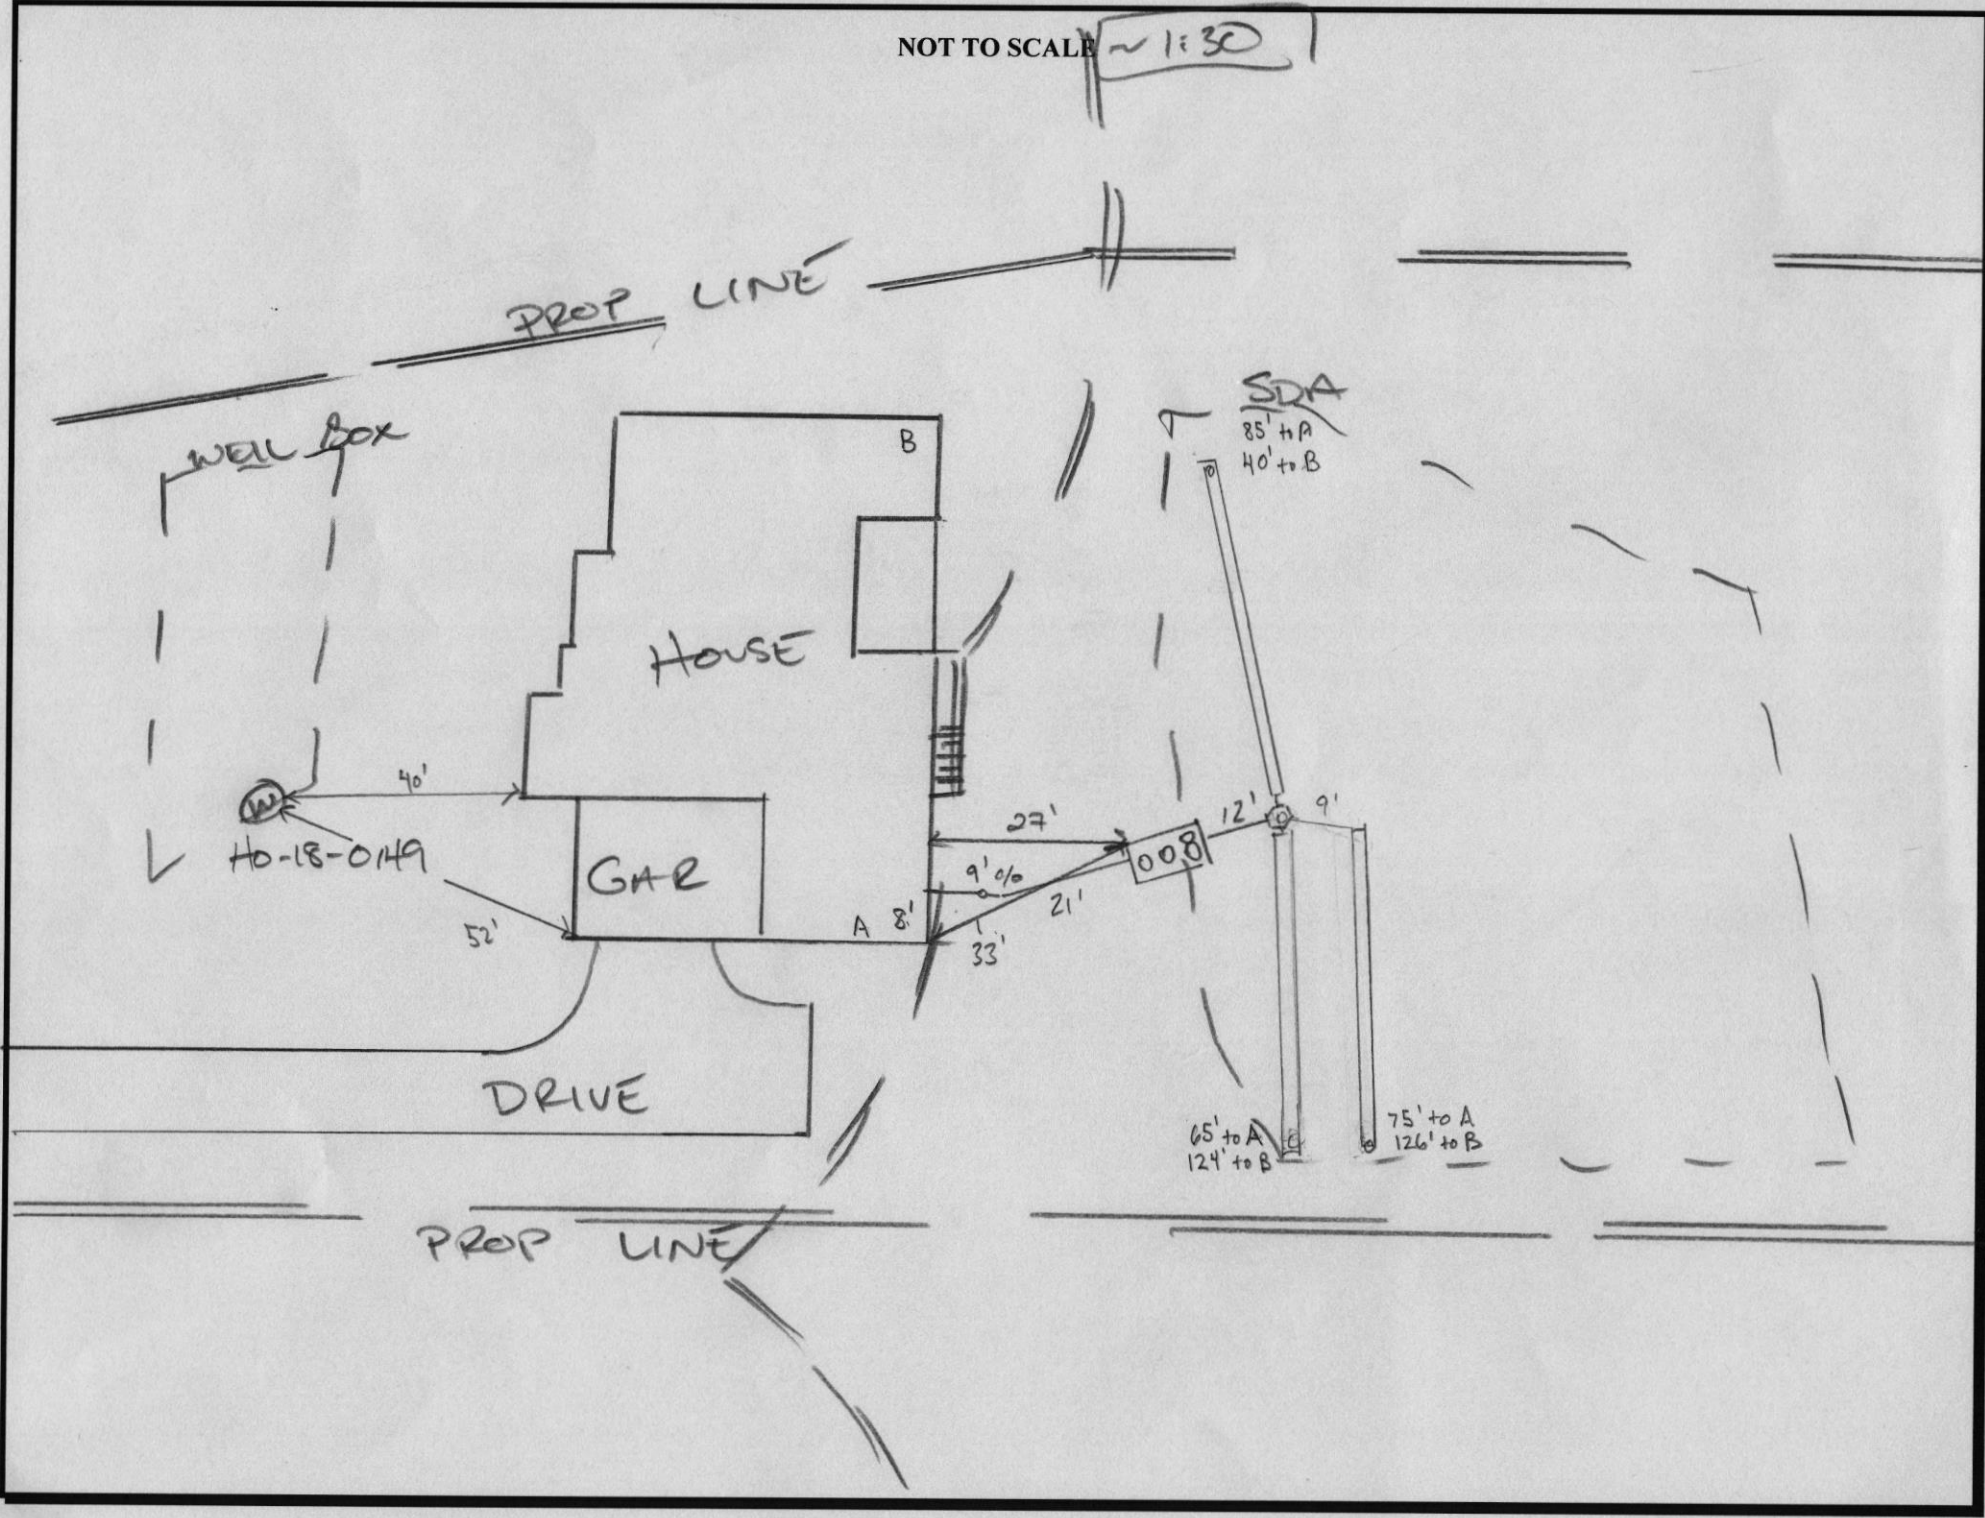 NOT TO SCALE
~ 1:30
PROP LINE
WELL BOX
SDA
85' to A
40' to B
B
HOUSE
40'
W
HO-18-0149
52'
GAR
A
8'
27'
9' %
21'
33'
12'
9'
DRIVE
65' to A
124' to B
75' to A
126' to B
PROP LINE